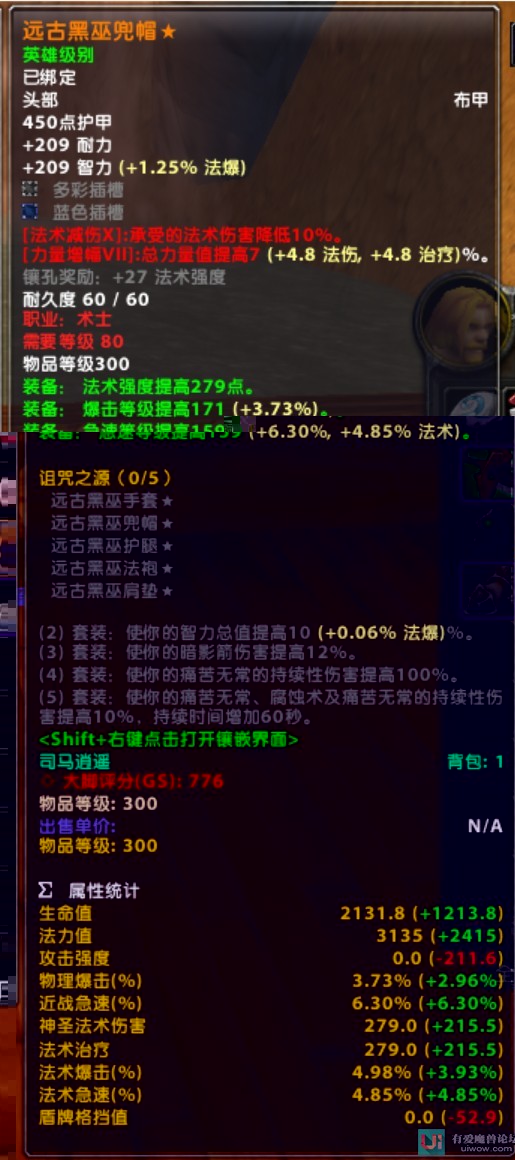 远古黑巫兜帽★
英雄级别
已绑定
头部 布甲
450点护甲
+209 耐力
+209 智力 (+1.25% 法爆)
多彩插槽
蓝色插槽
[法术减伤X]:承受的法术伤害降低10%。
[力量增幅VII]:总力量值提高7 (+4.8 法伤, +4.8 治疗)%。
镶孔奖励: +27 法术强度
耐久度 60 / 60
职业: 术士
需要等级 80
物品等级300
装备: 法术强度提高279点。
装备: 爆击等级提高171 (+3.73%)。
装备: 急速等级提高159 (+6.30%, +4.85% 法术)。
诅咒之源 (0/5)
远古黑巫手套★
远古黑巫兜帽★
远古黑巫护腿★
远古黑巫法袍★
远古黑巫肩垫★
(2) 套装: 使你的智力总值提高10 (+0.06% 法爆)%。
(3) 套装: 使你的暗影箭伤害提高12%。
(4) 套装: 使你的痛苦无常的持续性伤害提高100%。
(5) 套装: 使你的痛苦无常、腐蚀术及痛苦无常的持续性伤
害提高10%．持续时间增加60秒。
<Shift+右键点击打开镶嵌界面>
司马逍遥 背包: 1
大脚评分(GS): 776
物品等级: 300
出售单价: N/A
物品等级: 300
Σ 属性统计
生命值 2131.8 (+1213.8)
法力值 3135 (+2415)
攻击强度 0.0 (-211.6)
物理爆击(%) 3.73% (+2.96%)
近战急速(%) 6.30% (+6.30%)
神圣法术伤害 279.0 (+215.5)
法术治疗 279.0 (+215.5)
法术爆击(%) 4.98% (+3.93%)
法术急速(%) 4.85% (+4.85%)
盾牌格挡值 0.0 (-52.9)
有爱魔兽论坛
uiwow.com